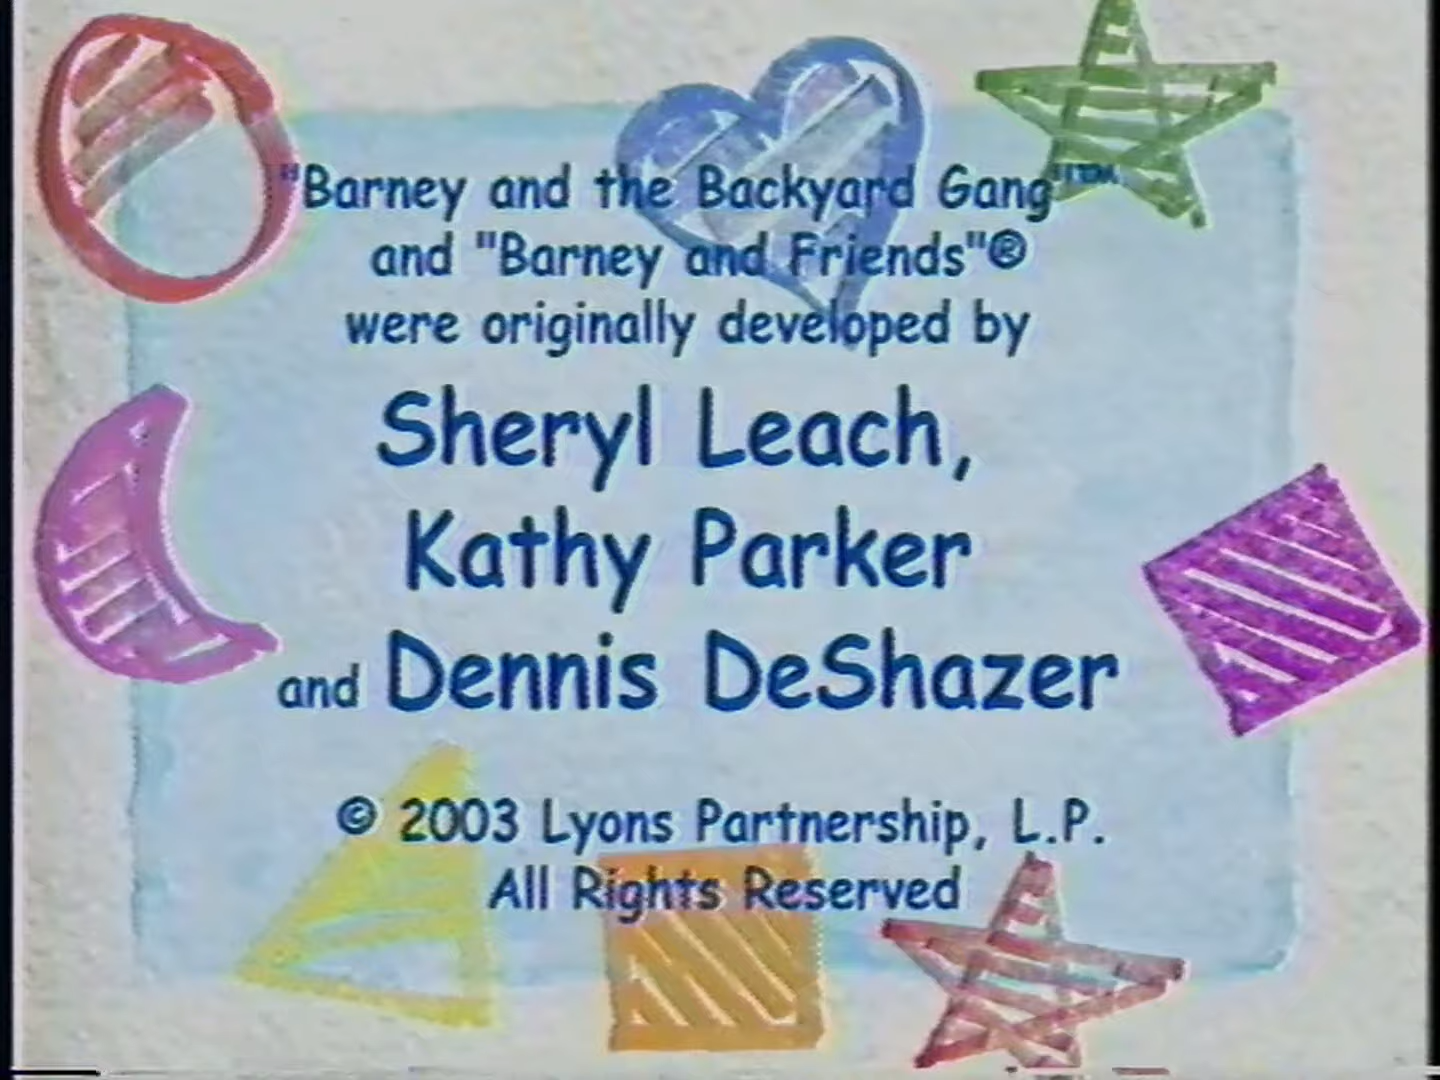 "Barney and the Backyard Gang"™
and "Barney and Friends"®
were originally developed by
Sheryl Leach,
Kathy Parker
and Dennis DeShazer
© 2003 Lyons Partnership, L.P.
All Rights Reserved